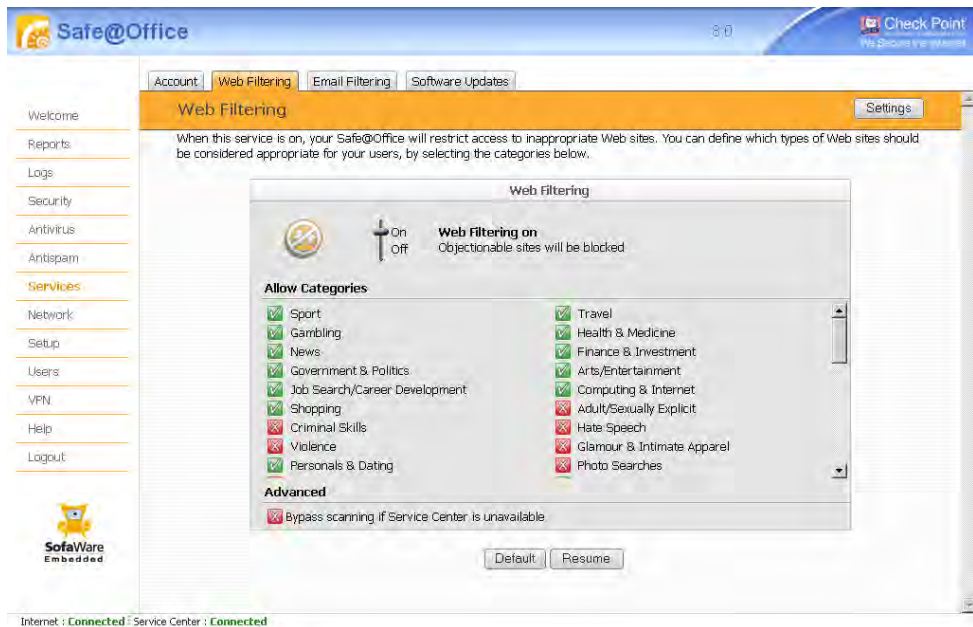 Safe@Office
8.0
Check Point
We Secure the Internet
Account
Web Filtering
Email Filtering
Software Updates
Web Filtering
Settings
When this service is on, your Safe@Office will restrict access to inappropriate Web sites. You can define which types of Web sites should
be considered appropriate for your users, by selecting the categories below.
Welcome
Reports
Logs
Security
Antivirus
Antispam
Services
Network
Setup
Users
VPN
Help
Logout
SofaWare
Embedded
Web Filtering
On
Off
Web Filtering on
Objectionable sites will be blocked
Allow Categories
Sport
Travel
Gambling
Health & Medicine
News
Finance & Investment
Government & Politics
Arts/Entertainment
Job Search/Career Development
Computing & Internet
Shopping
Adult/Sexually Explicit
Criminal Skills
Hate Speech
Violence
Glamour & Intimate Apparel
Personals & Dating
Photo Searches
Advanced
Bypass scanning if Service Center is unavailable
Default
Resume
Internet : Connected
Service Center : Connected